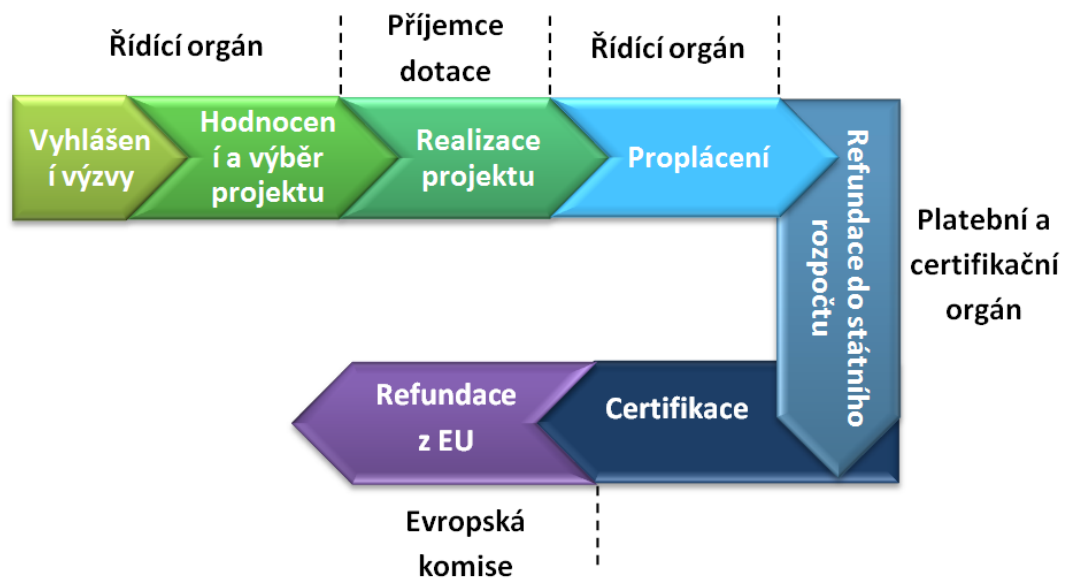 Řídící orgán
Příjemce
dotace
Řídící orgán
Vyhlášen
í výzvy
Hodnocen
í a výběr
projektu
Realizace
projektu
Proplácení
Refundace do státního
rozpočtu
Platební a
certifikační
orgán
Certifikace
Refundace
z EU
Evropská
komise